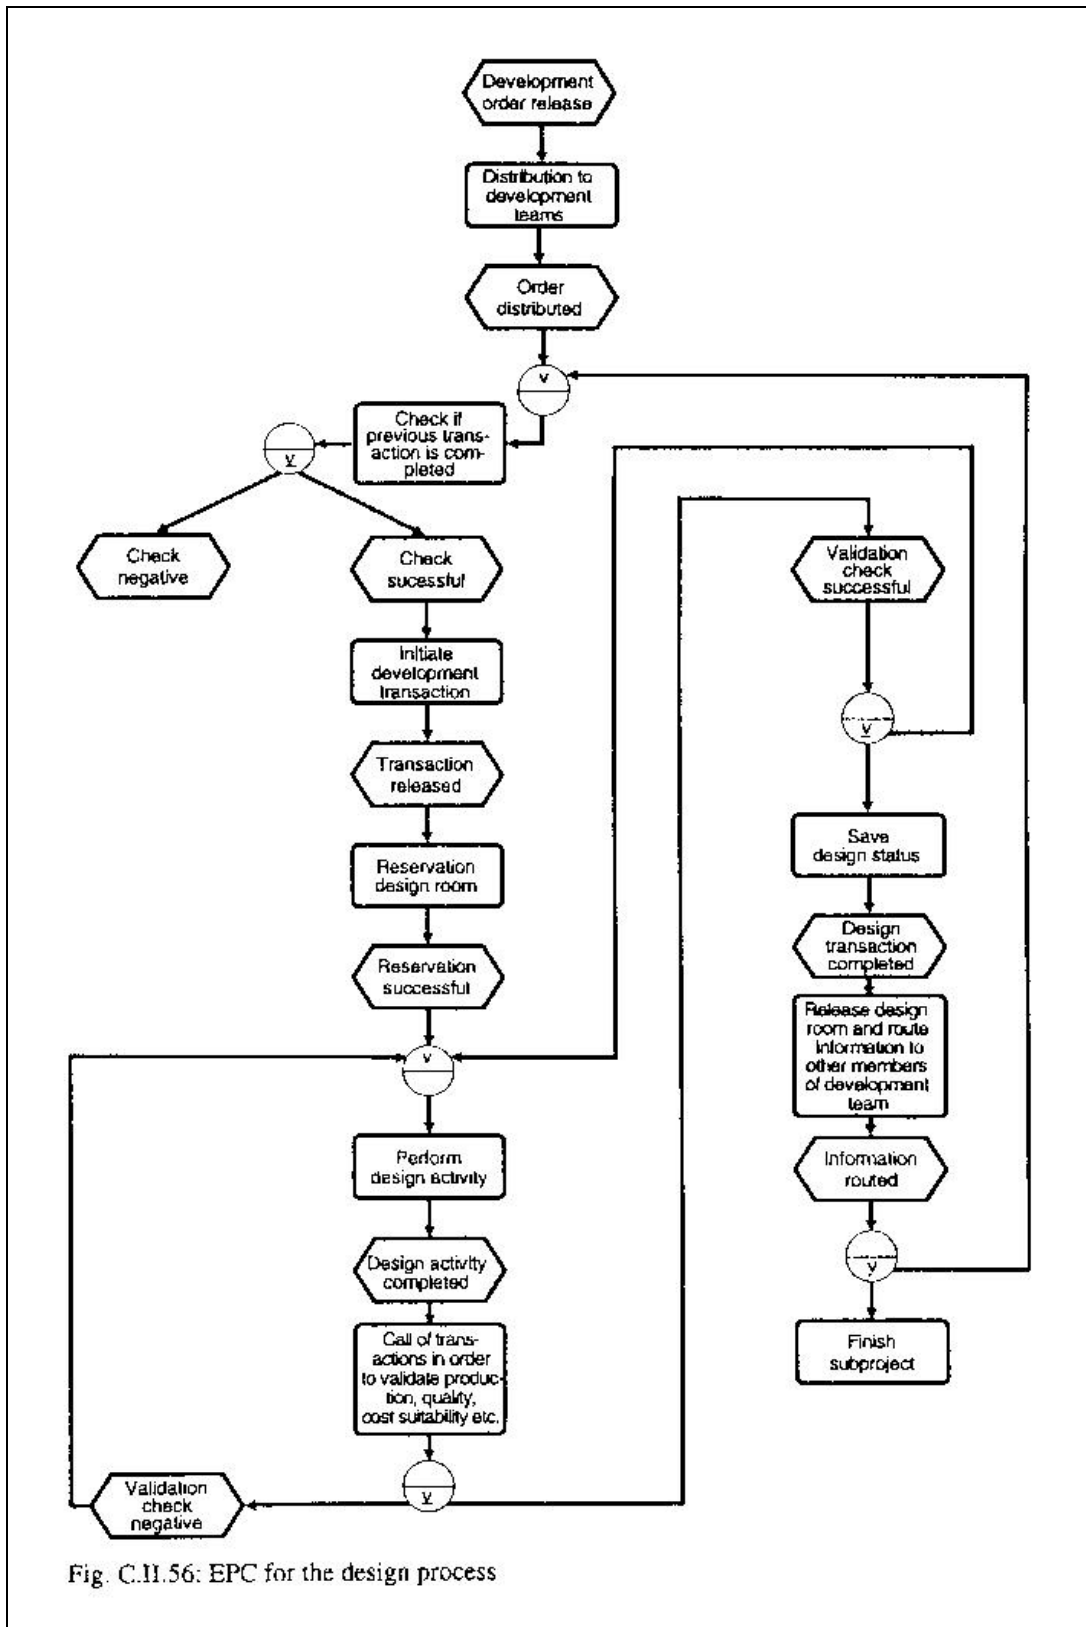 Development
order release
Distribution to
development
teams
Order
distributed
v
Check if
previous trans-
action is com-
pleted
v
Check
negative
Check
sucessful
Validation
check
successful
Initiate
development
transaction
v
Transaction
released
Save
design status
Reservation
design room
Design
transaction
completed
Reservation
successful
Release design
room and route
Information to
other members
of development
team
v
Perform
design activity
Information
routed
Design activity
completed
v
Call of trans-
actions in order
to validate produc-
tion, quality,
cost suitability etc.
Finish
subproject
v
Validation
check
negative
Fig. C.II.56: EPC for the design process